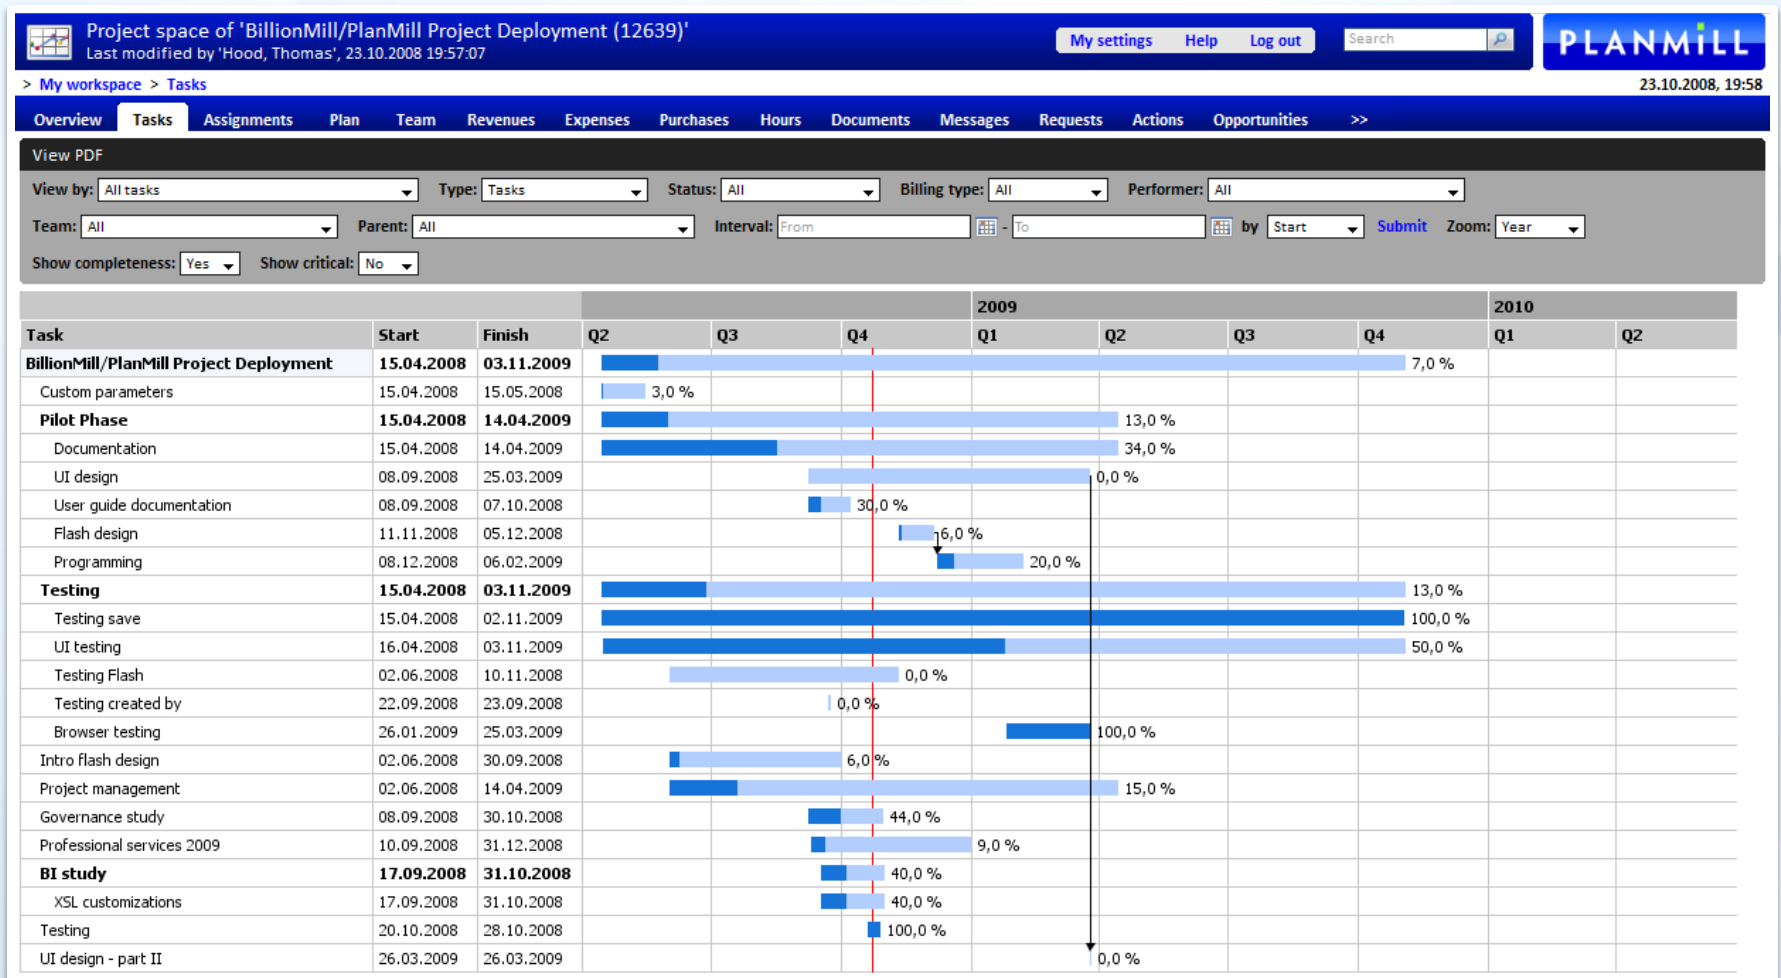 Project space of 'BillionMill/PlanMill Project Deployment (12639)'
Last modified by 'Hood, Thomas', 23.10.2008 19:57:07
My settings Help Log out Search PLANMiLL
> My workspace > Tasks 23.10.2008, 19:58
Overview Tasks Assignments Plan Team Revenues Expenses Purchases Hours Documents Messages Requests Actions Opportunities >>
View PDF
View by: All tasks Type: Tasks Status: All Billing type: All Performer: All
Team: All Parent: All Interval: From - To by Start Submit Zoom: Year
Show completeness: Yes Show critical: No
2009 2010
Task Start Finish Q2 Q3 Q4 Q1 Q2 Q3 Q4 Q1 Q2
BillionMill/PlanMill Project Deployment 15.04.2008 03.11.2009 7,0 %
Custom parameters 15.04.2008 15.05.2008 3,0 %
Pilot Phase 15.04.2008 14.04.2009 13,0 %
Documentation 15.04.2008 14.04.2009 34,0 %
UI design 08.09.2008 25.03.2009 0,0 %
User guide documentation 08.09.2008 07.10.2008 30,0 %
Flash design 11.11.2008 05.12.2008 6,0 %
Programming 08.12.2008 06.02.2009 20,0 %
Testing 15.04.2008 03.11.2009 13,0 %
Testing save 15.04.2008 02.11.2009 100,0 %
UI testing 16.04.2008 03.11.2009 50,0 %
Testing Flash 02.06.2008 10.11.2008 0,0 %
Testing created by 22.09.2008 23.09.2008 0,0 %
Browser testing 26.01.2009 25.03.2009 100,0 %
Intro flash design 02.06.2008 30.09.2008 6,0 %
Project management 02.06.2008 14.04.2009 15,0 %
Governance study 08.09.2008 30.10.2008 44,0 %
Professional services 2009 10.09.2008 31.12.2008 9,0 %
BI study 17.09.2008 31.10.2008 40,0 %
XSL customizations 17.09.2008 31.10.2008 40,0 %
Testing 20.10.2008 28.10.2008 100,0 %
UI design - part II 26.03.2009 26.03.2009 0,0 %